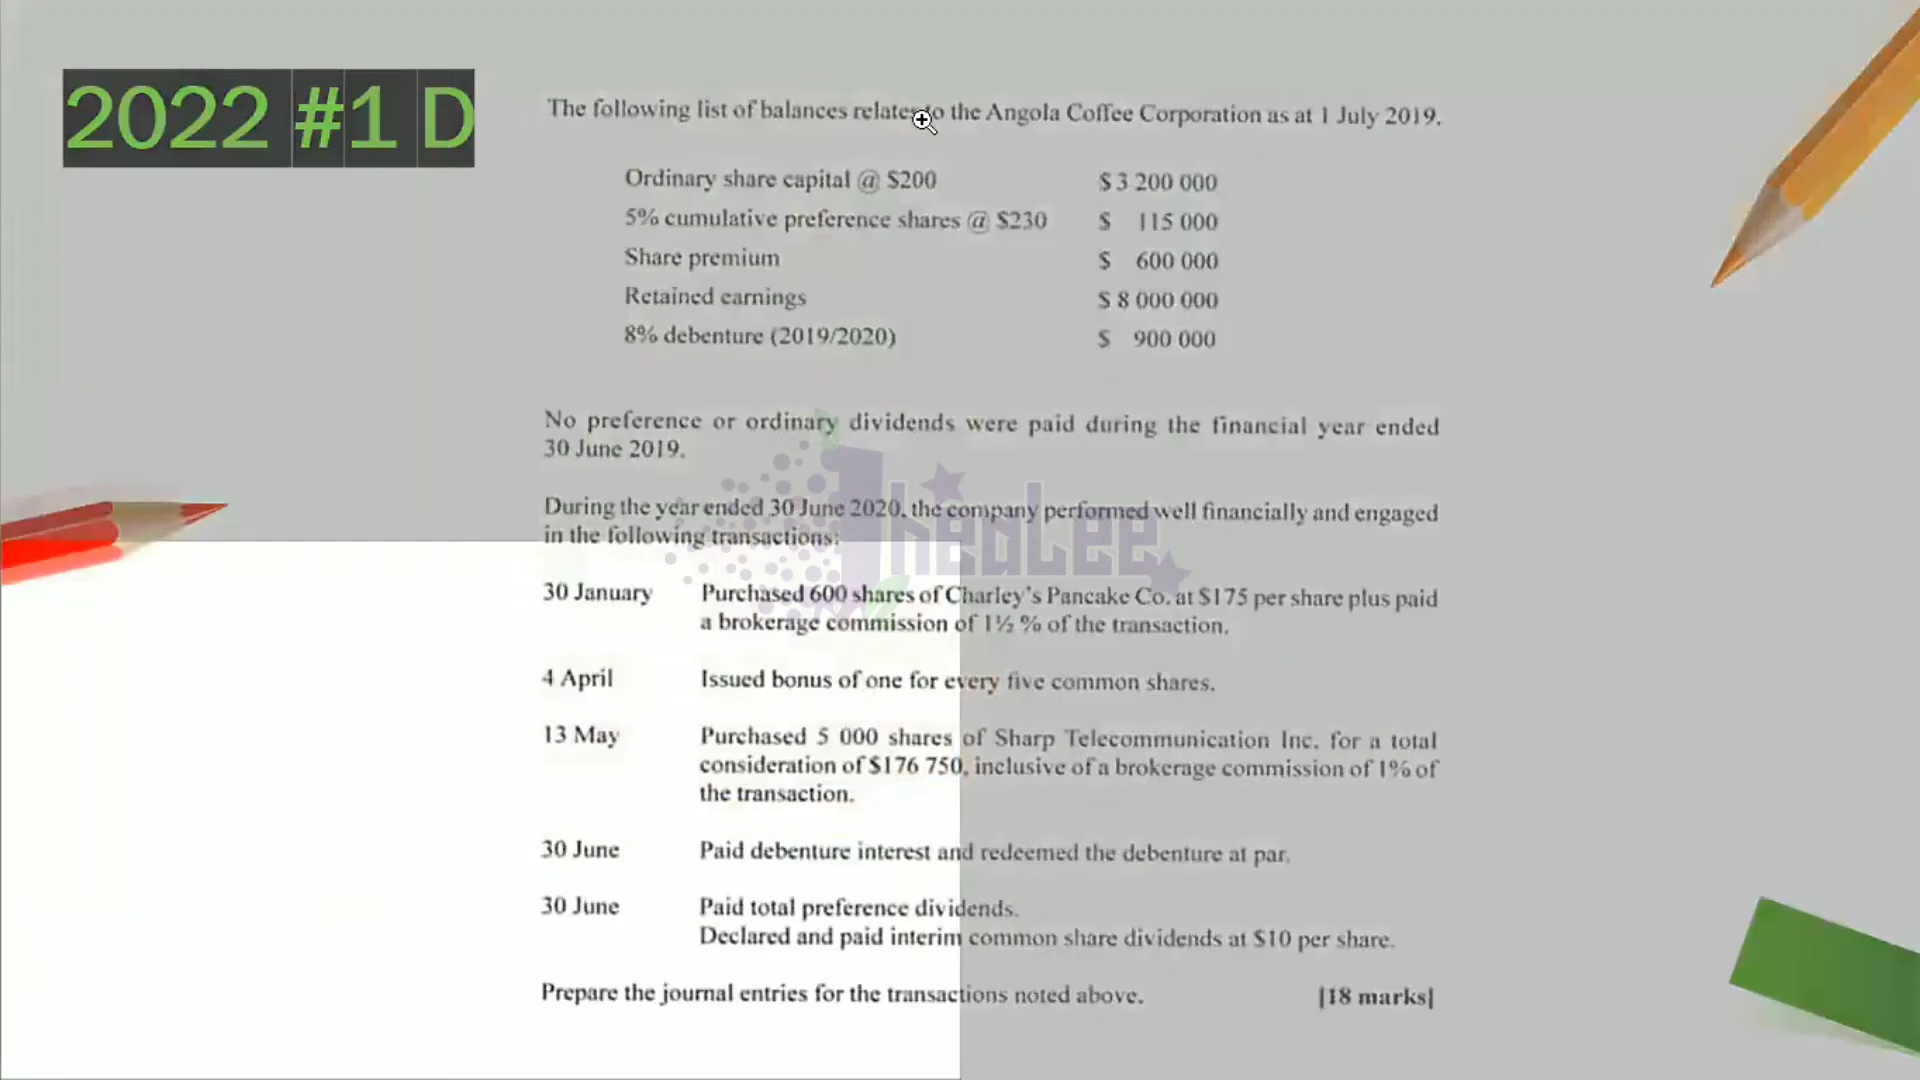 2022 #1 D
The following list of balances relates to the Angola Coffee Corporation as at 1 July 2019.
Ordinary share capital @ $200 $ 3 200 000
5% cumulative preference shares @ $230 $ 115 000
Share premium $ 600 000
Retained earnings $ 8 000 000
8% debenture (2019/2020) $ 900 000
No preference or ordinary dividends were paid during the financial year ended
30 June 2019.
During the year ended 30 June 2020, the company performed well financially and engaged
in the following transactions:
1heaLee
30 January Purchased 600 shares of Charley's Pancake Co. at $175 per share plus paid
a brokerage commission of 1½ % of the transaction.
4 April Issued bonus of one for every five common shares.
13 May Purchased 5 000 shares of Sharp Telecommunication Inc. for a total
consideration of $176 750, inclusive of a brokerage commission of 1% of
the transaction.
30 June Paid debenture interest and redeemed the debenture at par.
30 June Paid total preference dividends.
Declared and paid interim common share dividends at $10 per share.
Prepare the journal entries for the transactions noted above. [18 marks]